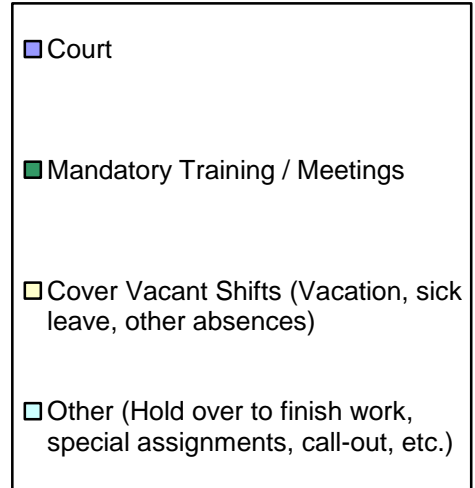 Court
Mandatory Training / Meetings
Cover Vacant Shifts (Vacation, sick
leave, other absences)
Other (Hold over to finish work,
special assignments, call-out, etc.)